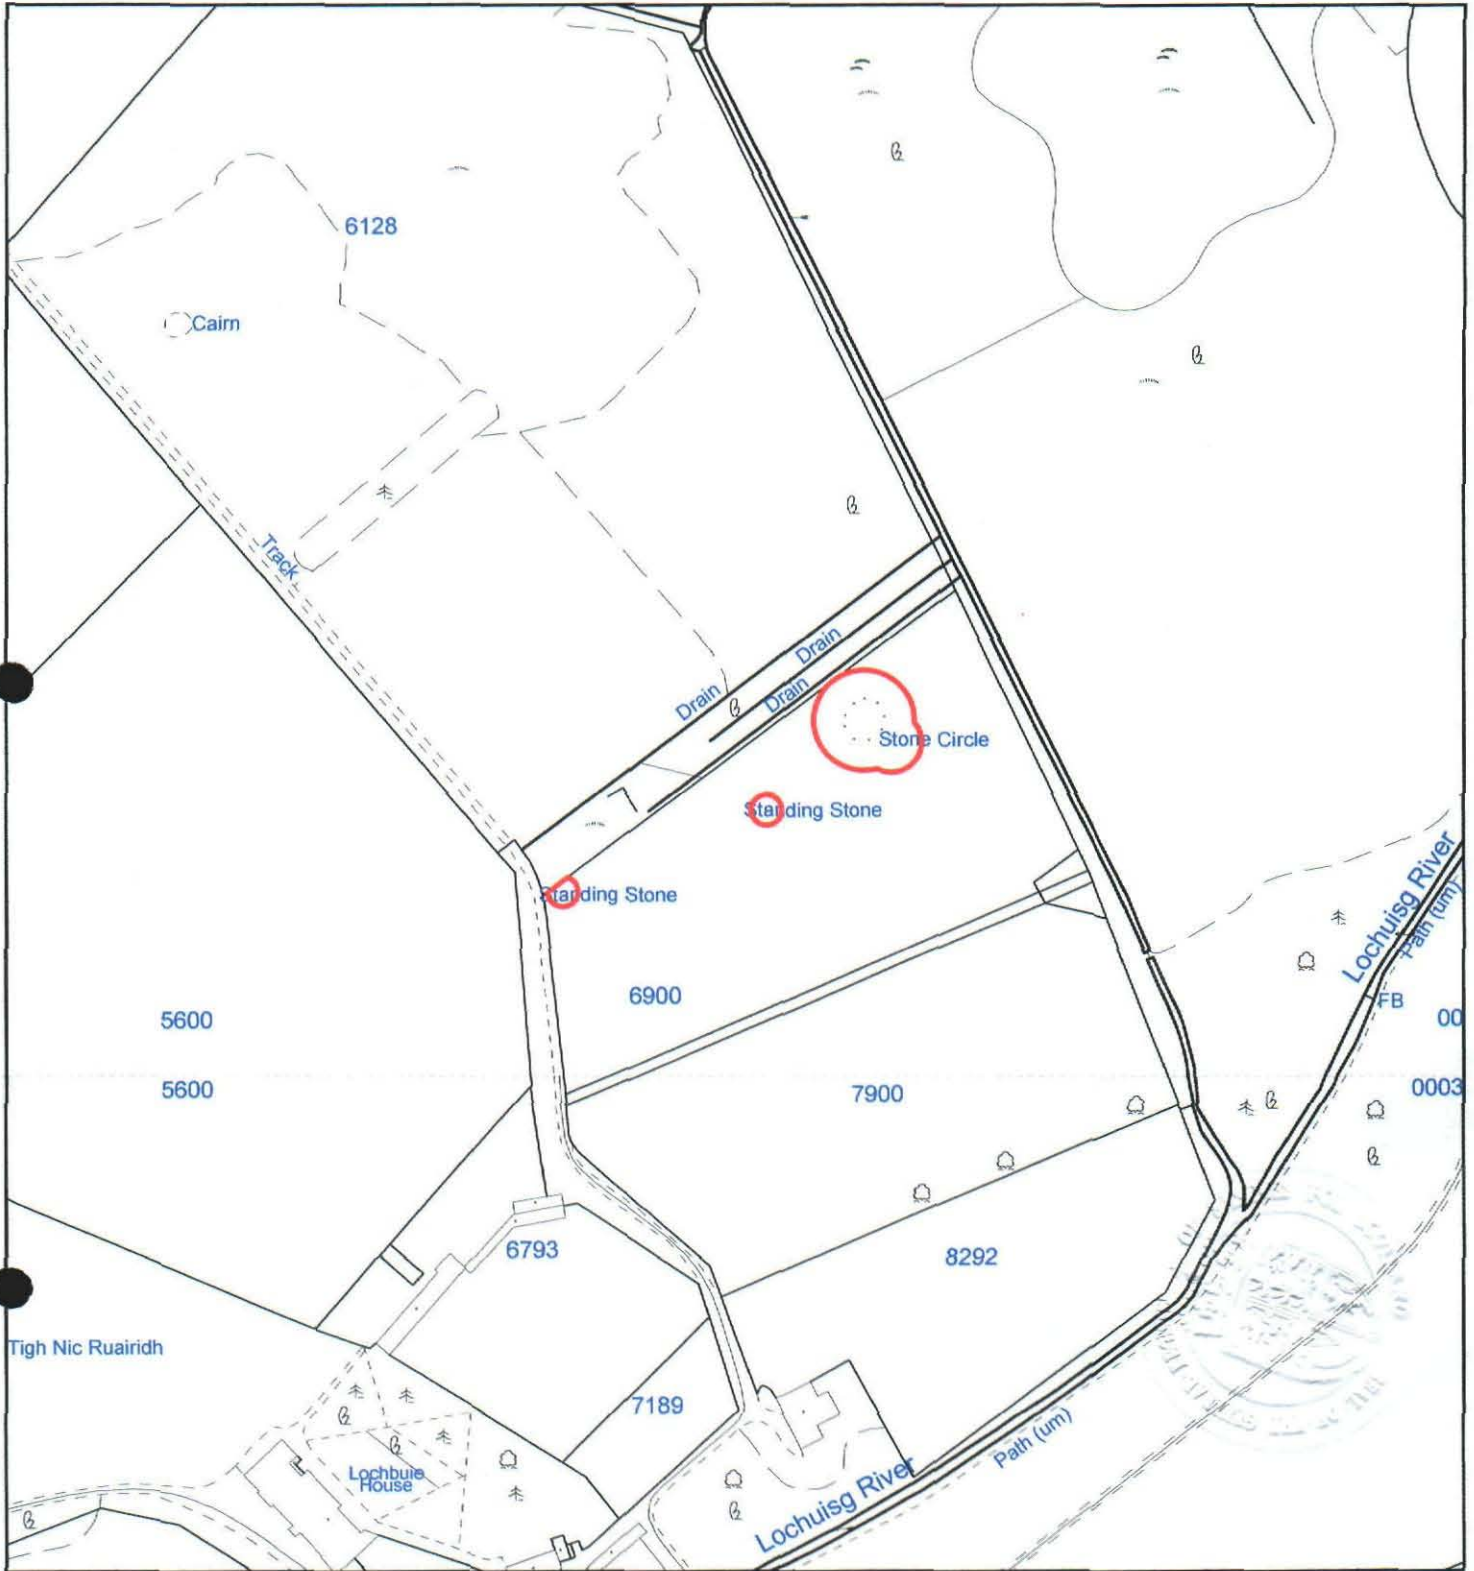 6128
Cairn
Track
Drain
Drain
Drain
Stone Circle
Standing Stone
Standing Stone
Lochuisg River
Path (um)
6900
FB
5600
00
5600
7900
0003
6793
8292
Tigh Nic Ruairidh
7189
Path (um)
Lochbuie
House
Lochuisg River